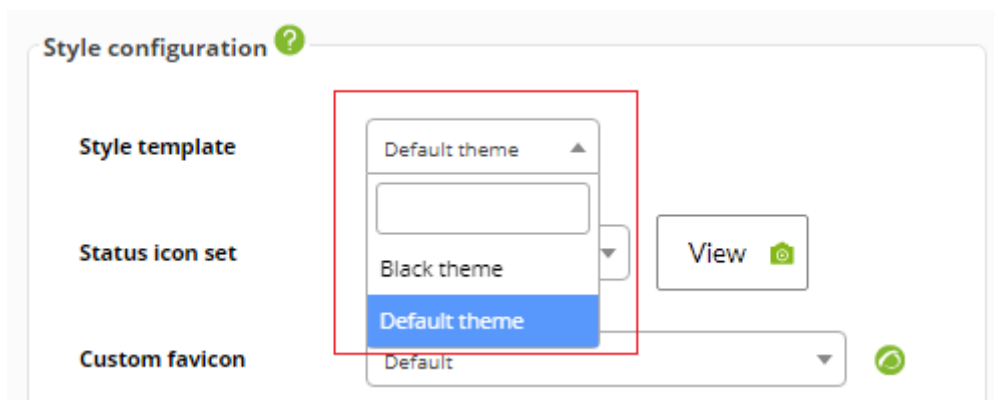 Style configuration ?
Style template
Default theme
Black theme
Default theme
Status icon set
View
Custom favicon
Default